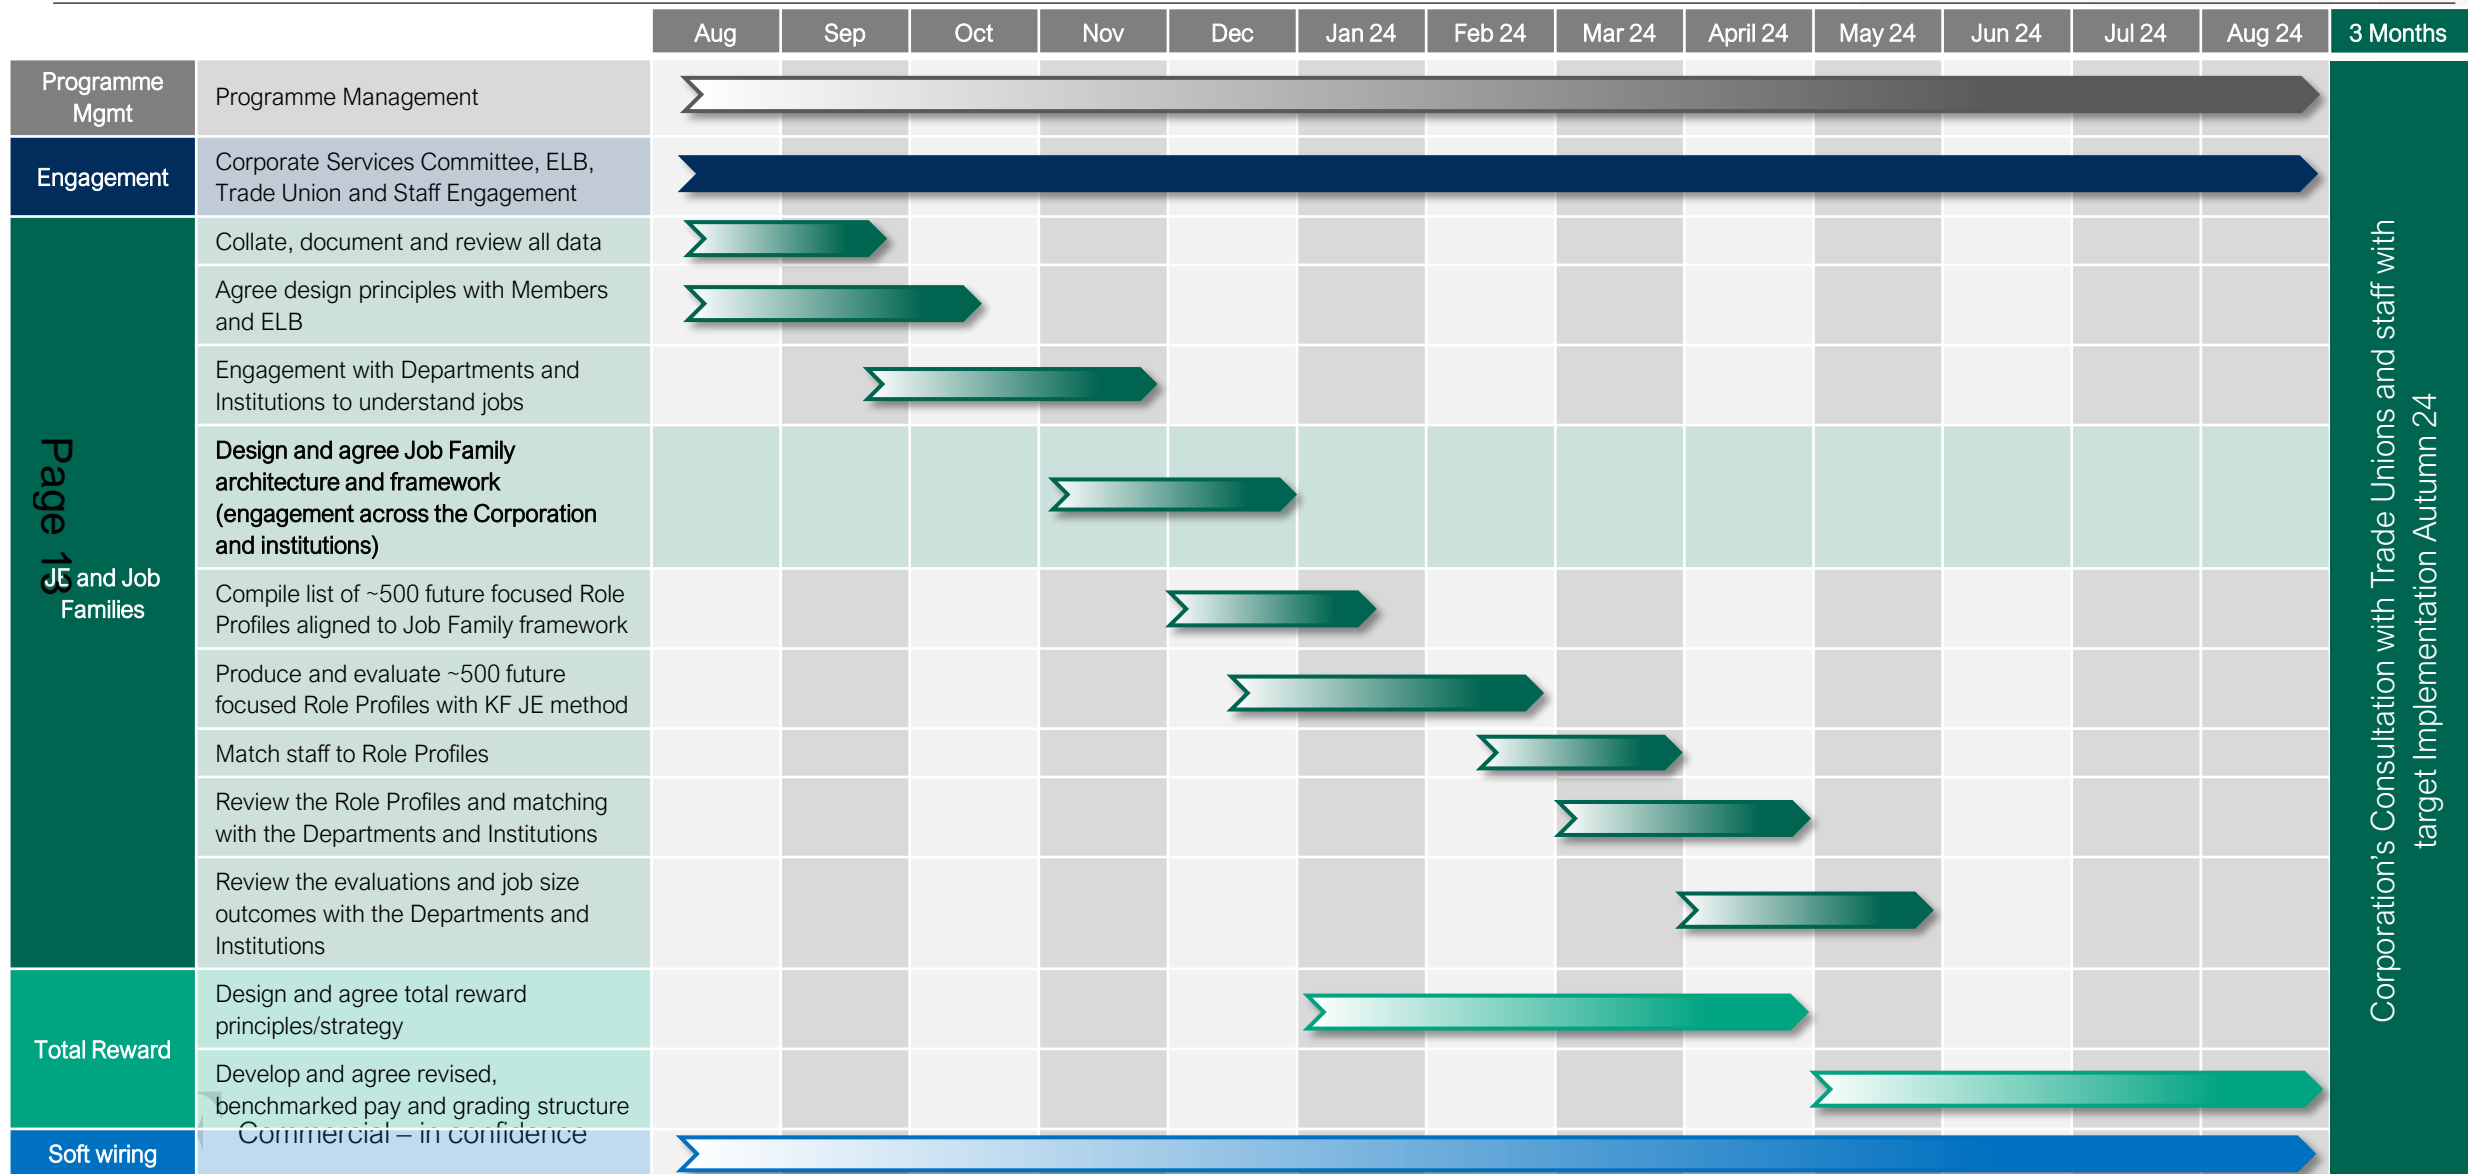 Aug Sep Oct Nov Dec Jan 24 Feb 24 Mar 24 April 24 May 24 Jun 24 Jul 24 Aug 24 3 Months
Programme
Mgmt
Programme Management
Engagement
Corporate Services Committee, ELB,
Trade Union and Staff Engagement
Page 13
JE and Job
Families
Collate, document and review all data
Agree design principles with Members
and ELB
Engagement with Departments and
Institutions to understand jobs
Design and agree Job Family
architecture and framework
(engagement across the Corporation
and institutions)
Compile list of ~500 future focused Role
Profiles aligned to Job Family framework
Produce and evaluate ~500 future
focused Role Profiles with KF JE method
Match staff to Role Profiles
Review the Role Profiles and matching
with the Departments and Institutions
Review the evaluations and job size
outcomes with the Departments and
Institutions
Total Reward
Design and agree total reward
principles/strategy
Develop and agree revised,
benchmarked pay and grading structure
Commercial – in confidence
Soft wiring
Corporation's Consultation with Trade Unions and staff with
target Implementation Autumn 24